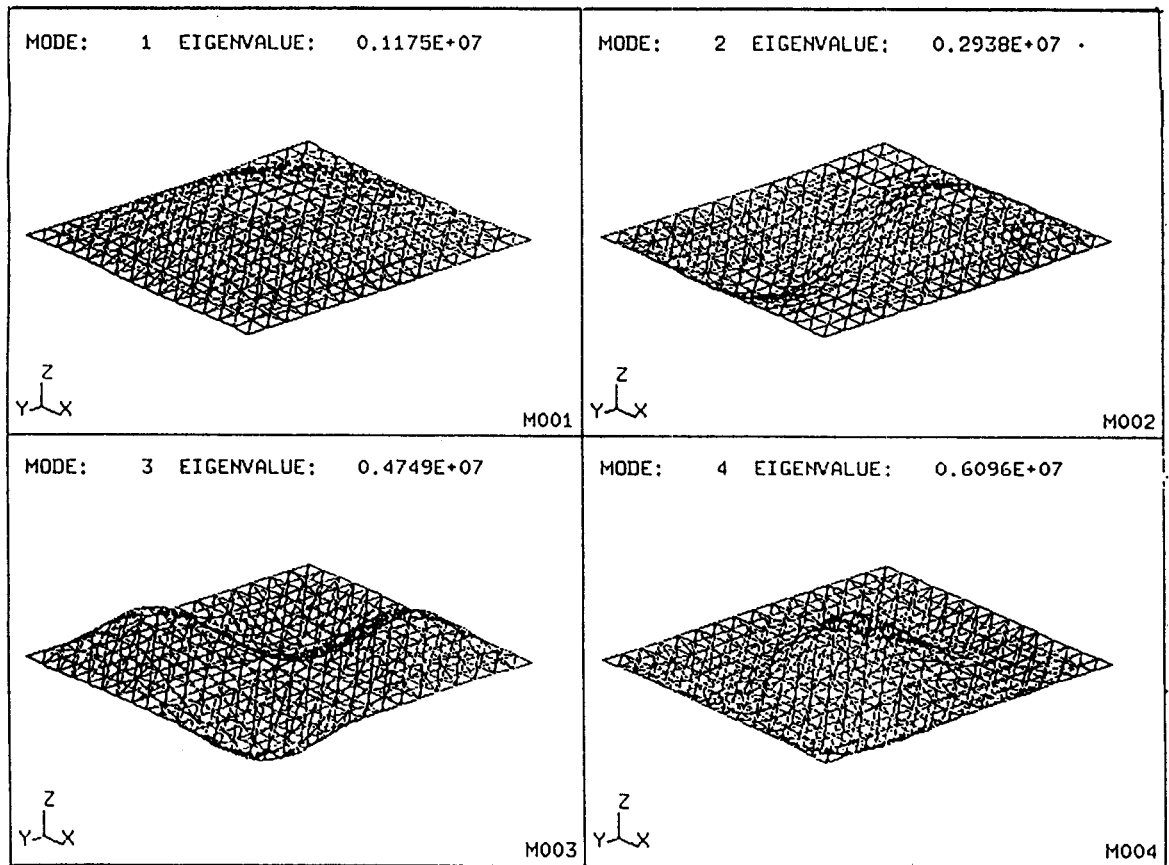 MODE: 1 EIGENVALUE: 0.1175E+07
Z
Y X
M001
MODE: 2 EIGENVALUE: 0.2938E+07
Z
Y X
M002
MODE: 3 EIGENVALUE: 0.4749E+07
Z
Y X
M003
MODE: 4 EIGENVALUE: 0.6096E+07
Z
Y X
M004